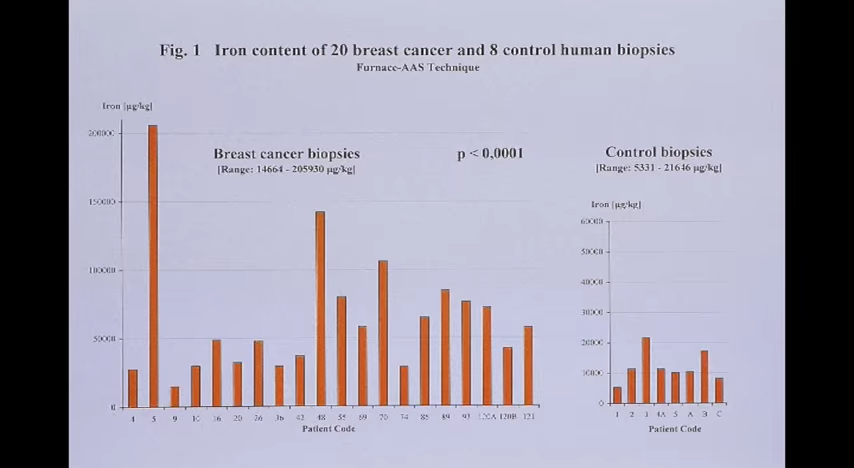 Fig. 1 Iron content of 20 breast cancer and 8 control human biopsies
Furnace-AAS Technique
Iron [µg/kg]
200000
150000
100000
50000
0
Breast cancer biopsies
[Range: 14664 - 205930 µg/kg]
p < 0,0001
4 5 9 10 16 20 26 36 42 48 55 69 70 74 86 89 93 120A 120B 121
Patient Code
Control biopsies
[Range: 5331 - 21646 µg/kg]
Iron [µg/kg]
60000
50000
40000
30000
20000
10000
0
1 2 3 4A 5 A B C
Patient Code